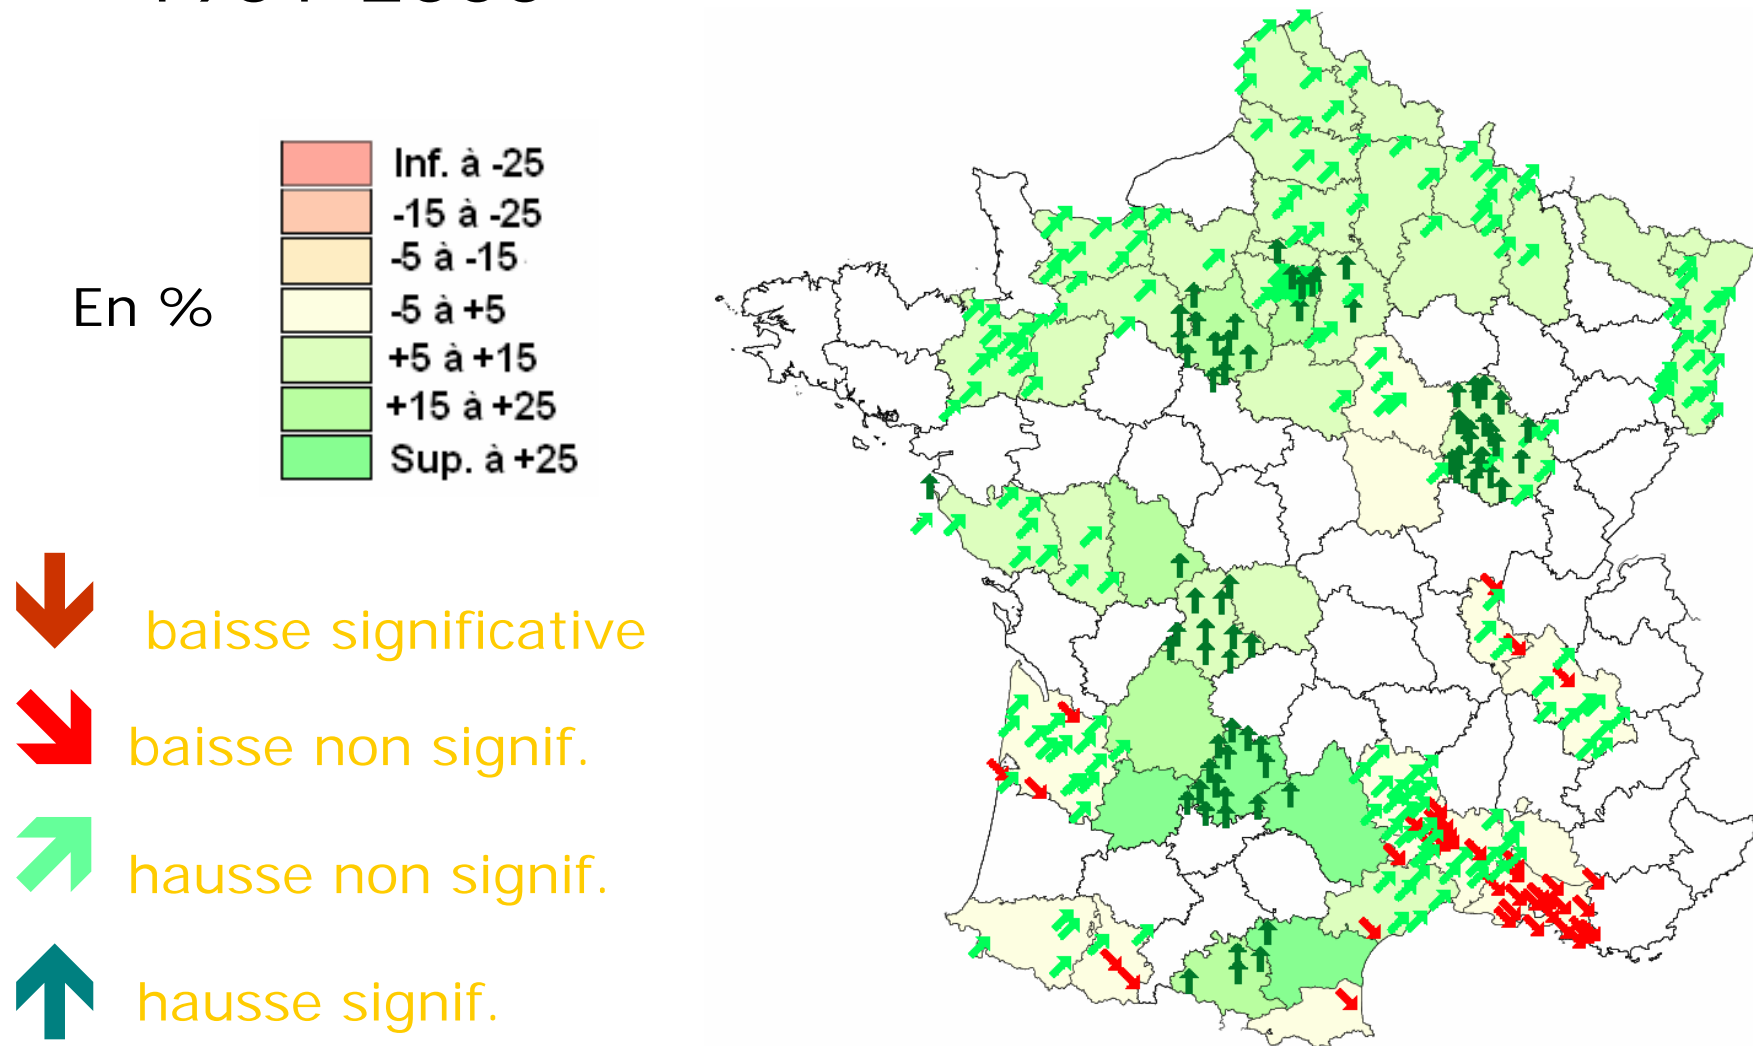 Inf. à -25
-15 à -25
-5 à -15
-5 à +5
En %
+5 à +15
+15 à +25
Sup. à +25
baisse significative
baisse non signif.
hausse non signif.
hausse signif.